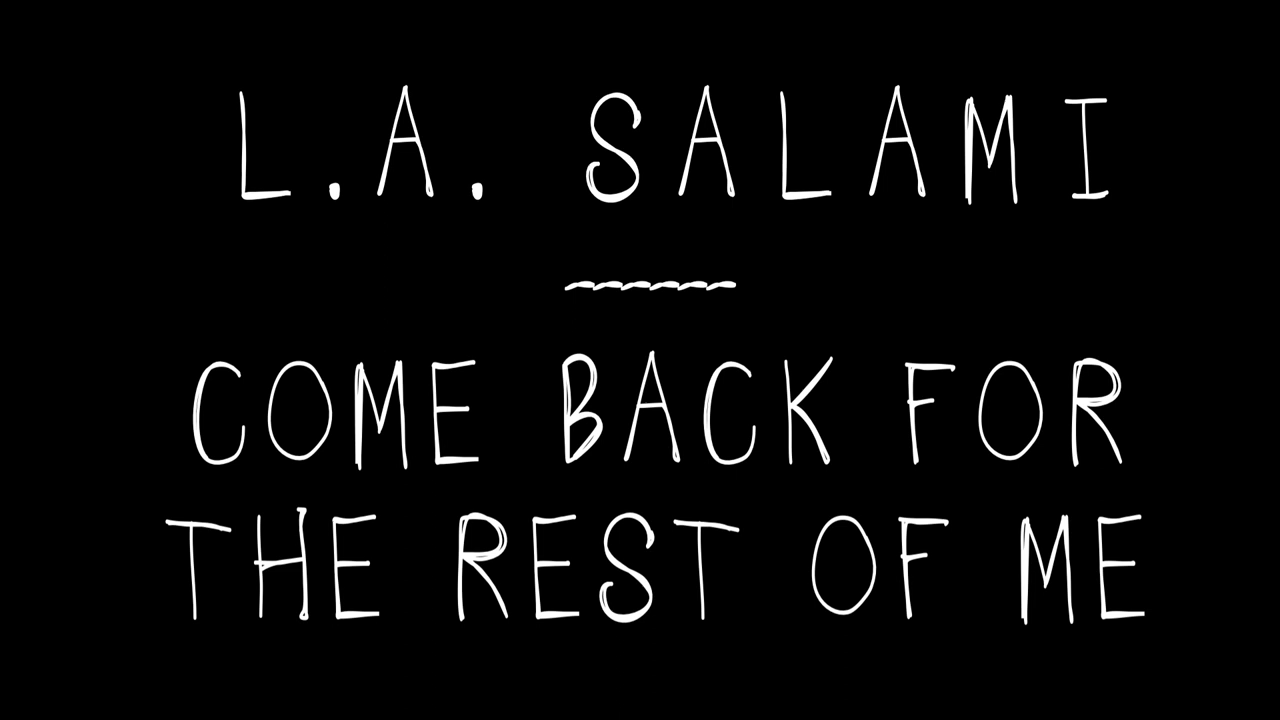 L.A. SALAMI
------
COME BACK FOR
THE REST OF ME